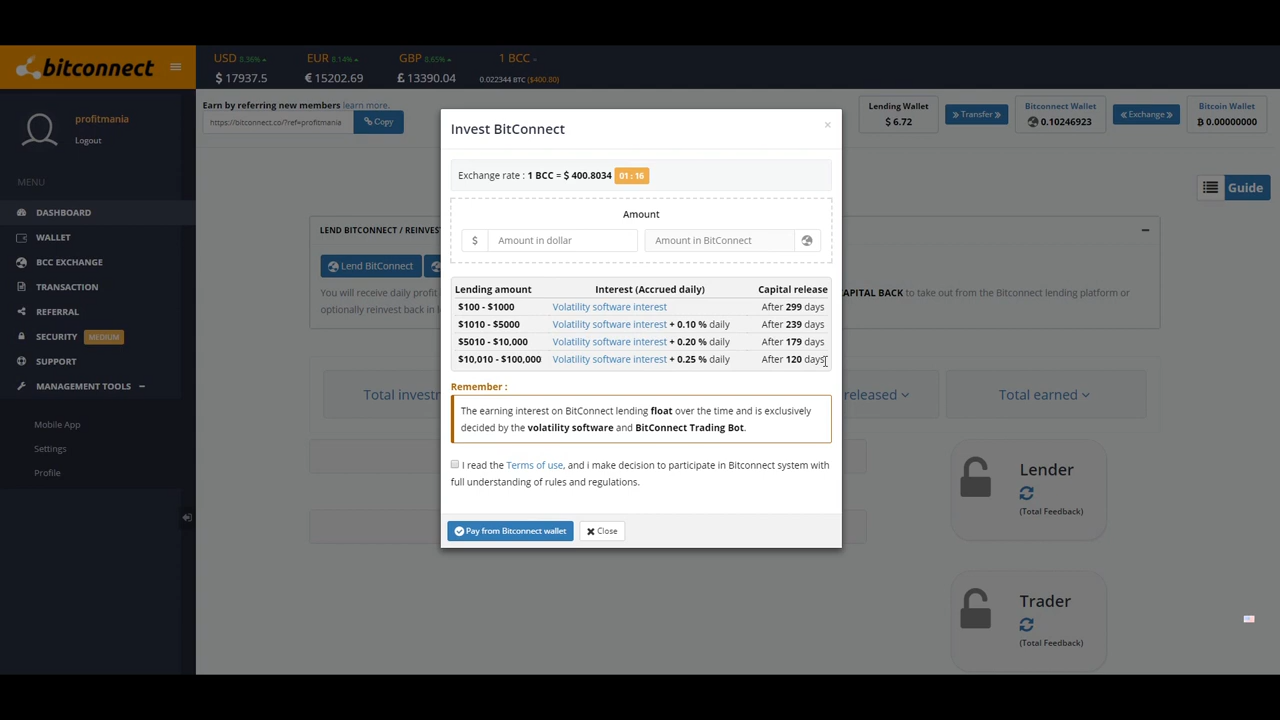 bitconnect
USD 8.36% EUR 8.14% GBP 8.65% 1 BCC
$ 17937.5 € 15202.69 £ 13390.04 0.022344 BTC ($400.80)
profitmania
Logout
MENU
DASHBOARD
WALLET
BCC EXCHANGE
TRANSACTION
REFERRAL
SECURITY MEDIUM
SUPPORT
MANAGEMENT TOOLS
Mobile App
Settings
Profile
Earn by referring new members learn more.
https://bitconnect.co/?ref=profitmania Copy
Lending Wallet
$ 6.72
Transfer
Bitconnect Wallet
0.10246923
Exchange
Bitcoin Wallet
0.00000000
Guide
LEND BITCONNECT / REINVES
Lend BitConnect
You will receive daily profit
optionally reinvest back in l
CAPITAL BACK to take out from the Bitconnect lending platform or
Total invest
released
Total earned
Lender
(Total Feedback)
Trader
(Total Feedback)
Invest BitConnect ×
Exchange rate : 1 BCC = $ 400.8034 01 : 16
Amount
$ Amount in dollar Amount in BitConnect
Lending amount Interest (Accrued daily) Capital release
$100 - $1000 Volatility software interest After 299 days
$1010 - $5000 Volatility software interest + 0.10 % daily After 239 days
$5010 - $10,000 Volatility software interest + 0.20 % daily After 179 days
$10,010 - $100,000 Volatility software interest + 0.25 % daily After 120 days
Remember :
The earning interest on BitConnect lending float over the time and is exclusively
decided by the volatility software and BitConnect Trading Bot.
I read the Terms of use, and i make decision to participate in Bitconnect system with
full understanding of rules and regulations.
Pay from Bitconnect wallet Close